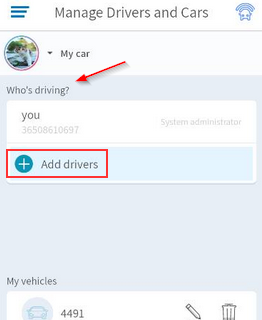 Manage Drivers and Cars
My car
Who's driving?
you
36508610697
System administrator
Add drivers
My vehicles
4491